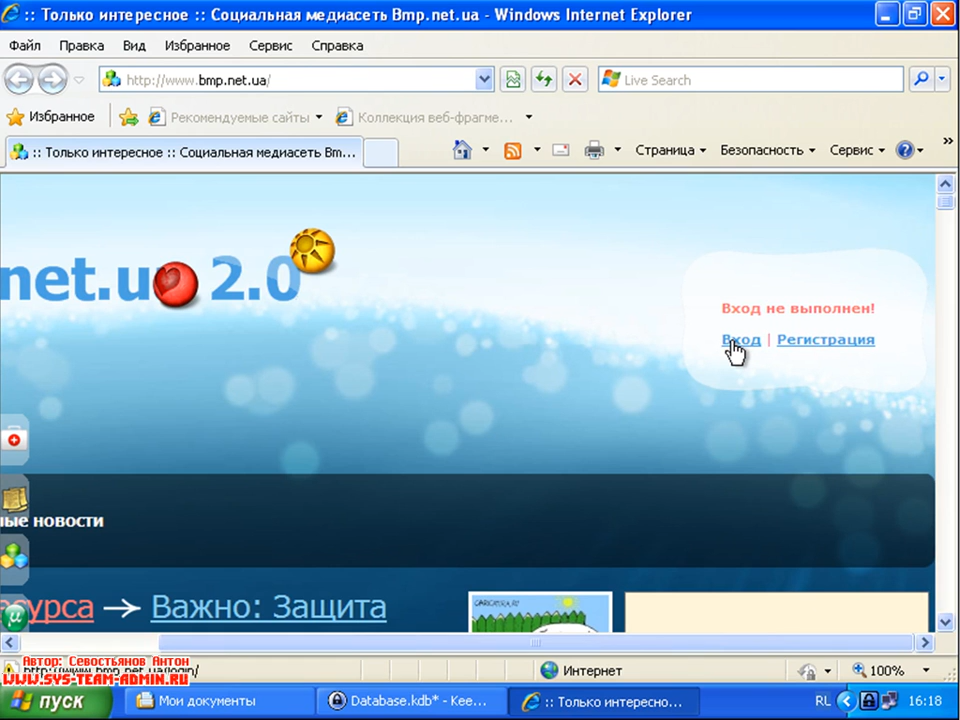 :: Только интересное :: Социальная медиасеть Bmp.net.ua - Windows Internet Explorer
Файл Правка Вид Избранное Сервис Справка
http://www.bmp.net.ua/ Live Search
Избранное Рекомендуемые сайты Коллекция веб-фрагме...
:: Только интересное :: Социальная медиасеть Bm... Страница Безопасность Сервис »
net.ua 2.0
Вход не выполнен!
Вход | Регистрация
ные новости
есурса → Важно: Защита
CARICATURA.RU
Автор: Севостьянов Антон
http://www.bmp.net.ua/login/ Интернет 100%
WWW.SYS-TEAM-ADMIN.RU
пуск Мои документы Database.kdb* - Kee... :: Только интересно... RL 16:18